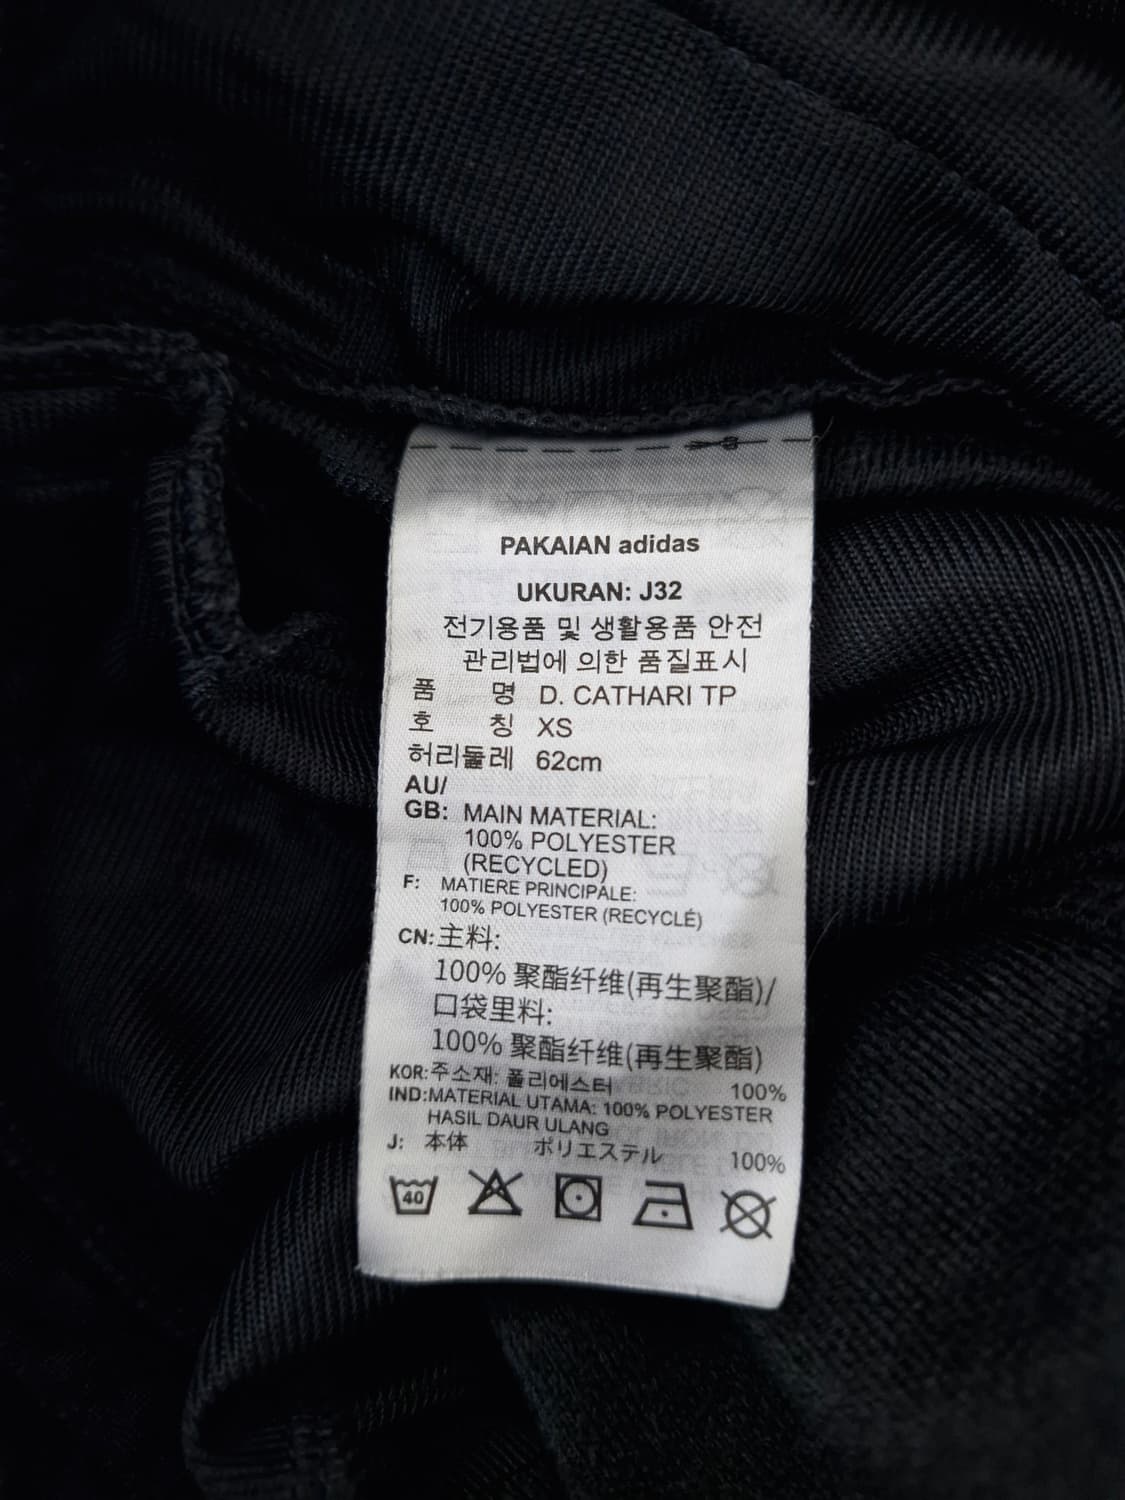 PAKAIAN adidas
UKURAN: J32
전기용품 및 생활용품 안전
관리법에 의한 품질표시
품 명 D. CATHARI TP
호 칭 XS
허리둘레 62cm
AU/
GB: MAIN MATERIAL:
100% POLYESTER
(RECYCLED)
F: MATIERE PRINCIPALE:
100% POLYESTER (RECYCLÉ)
CN:主料:
100% 聚酯纤维(再生聚酯)/
口袋里料:
100% 聚酯纤维(再生聚酯)
KOR:주소재: 폴리에스터 100%
IND:MATERIAL UTAMA: 100% POLYESTER
HASIL DAUR ULANG
J: 本体 ポリエステル 100%
40